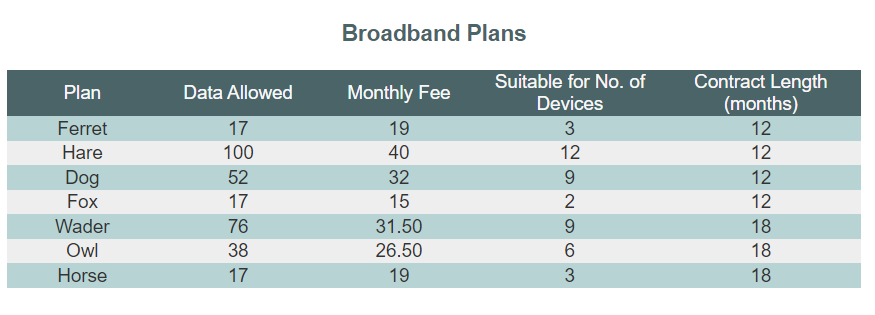 Broadband Plans
Plan Data Allowed Monthly Fee Suitable for No. of Devices Contract Length (months)
Ferret 17 19 3 12
Hare 100 40 12 12
Dog 52 32 9 12
Fox 17 15 2 12
Wader 76 31.50 9 18
Owl 38 26.50 6 18
Horse 17 19 3 18